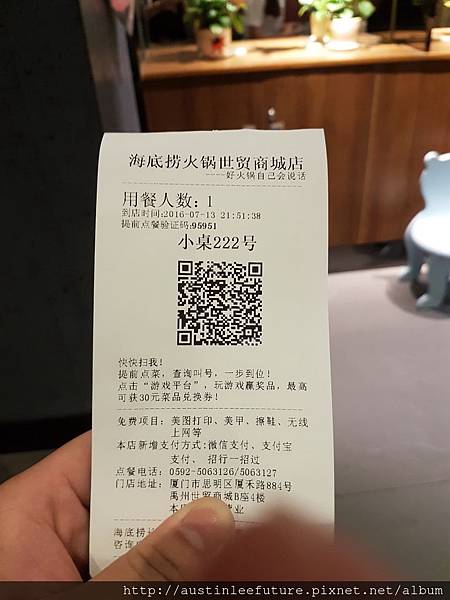 海底捞火锅世贸商城店
----好火锅自己会说话
用餐人数: 1
到店时间:2016-07-13 21:51:38
提前点餐验证码:95951
小桌222号
快快扫我!
提前点菜, 查询叫号, 一步到位!
点击“游戏平台”, 玩游戏赢奖品, 最高
可获30元菜品兑换券!
免费项目: 美图打印、美甲、擦鞋、无线
上网等
本店新增支付方式:微信支付、支付宝
支付、 招行一招过
点餐电话: 0592-5063126/5063127
门店地址: 厦门市思明区厦禾路884号
禹州世贸商城B座4楼
本店
业
海底捞
咨询
http://austinleefuture.pixnet.net/album